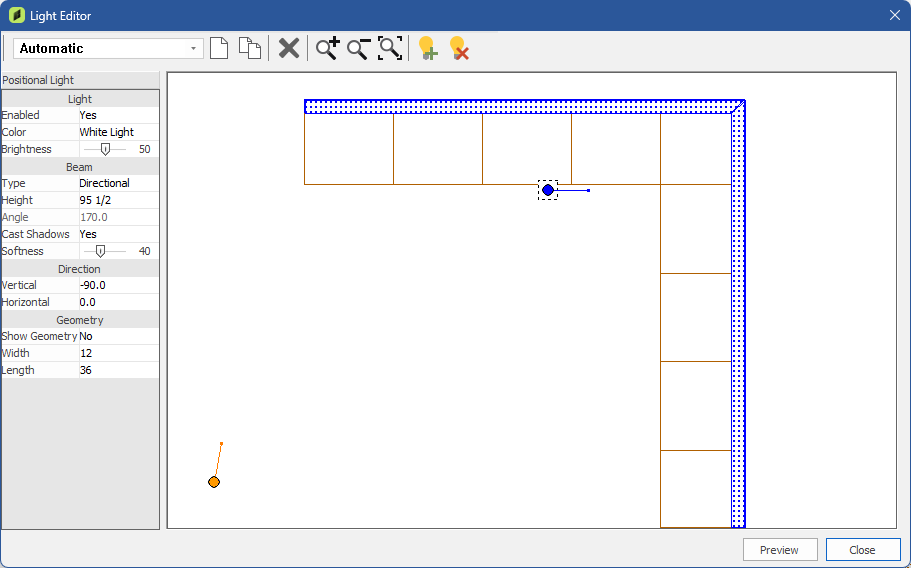 Light Editor
Automatic
Positional Light
Light
Enabled Yes
Color White Light
Brightness 50
Beam
Type Directional
Height 95 1/2
Angle 170.0
Cast Shadows Yes
Softness 40
Direction
Vertical -90.0
Horizontal 0.0
Geometry
Show Geometry No
Width 12
Length 36
Preview Close